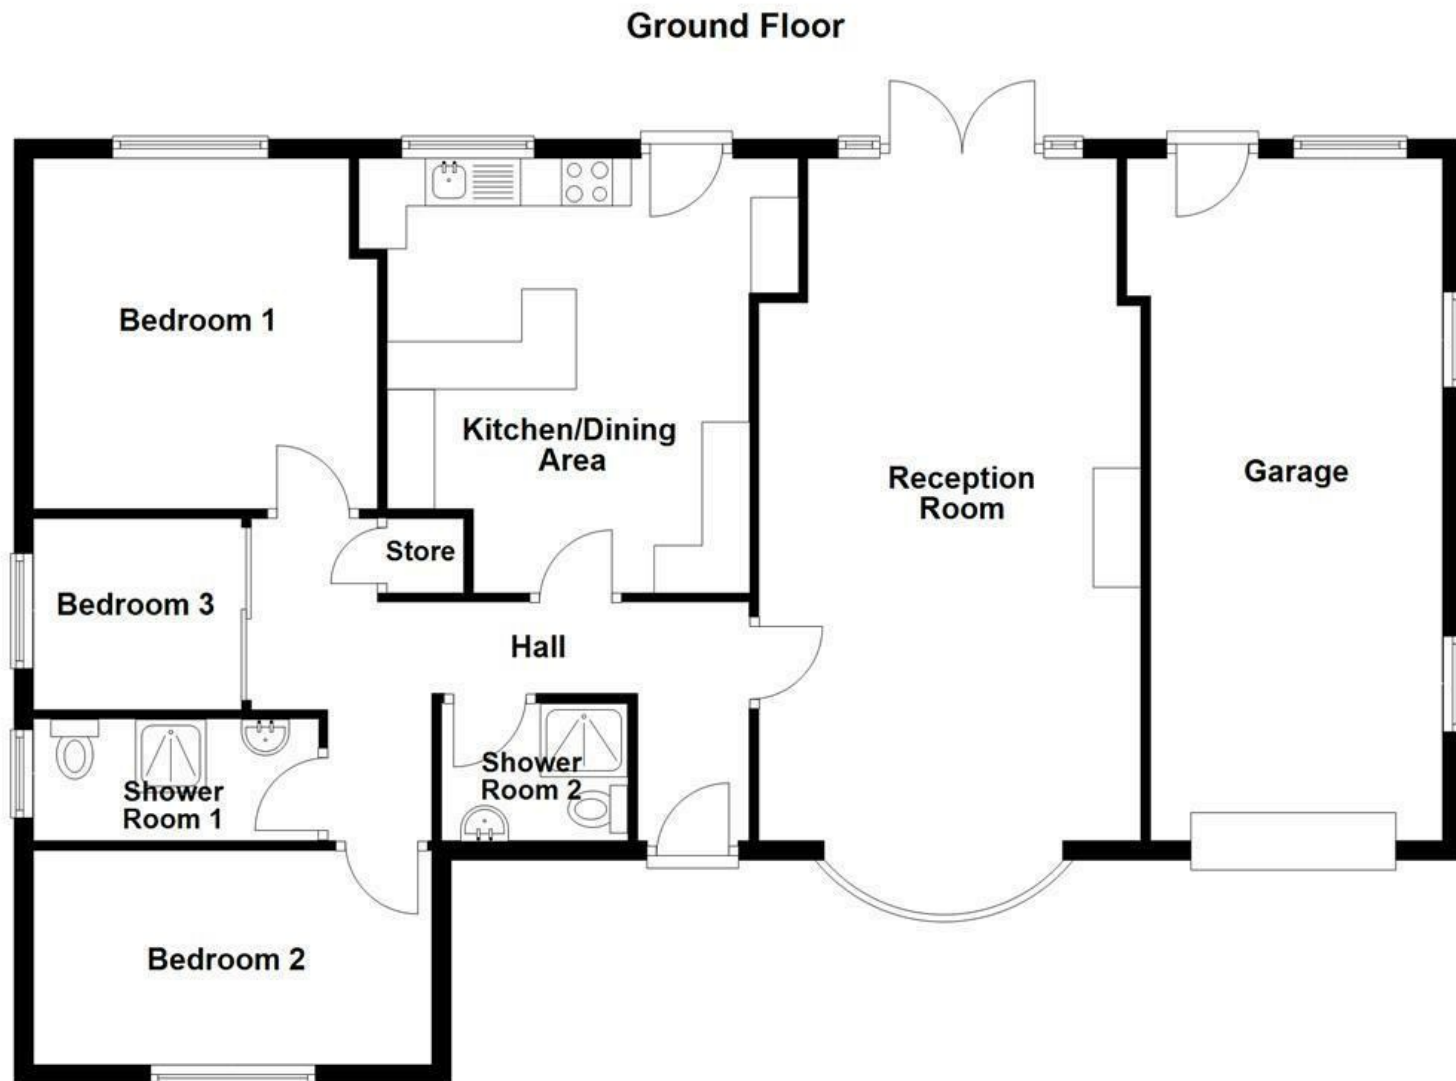 Ground Floor
Bedroom 1
Kitchen/Dining
Area
Reception
Room
Garage
Store
Bedroom 3
Hall
Shower
Room 1
Shower
Room 2
Bedroom 2